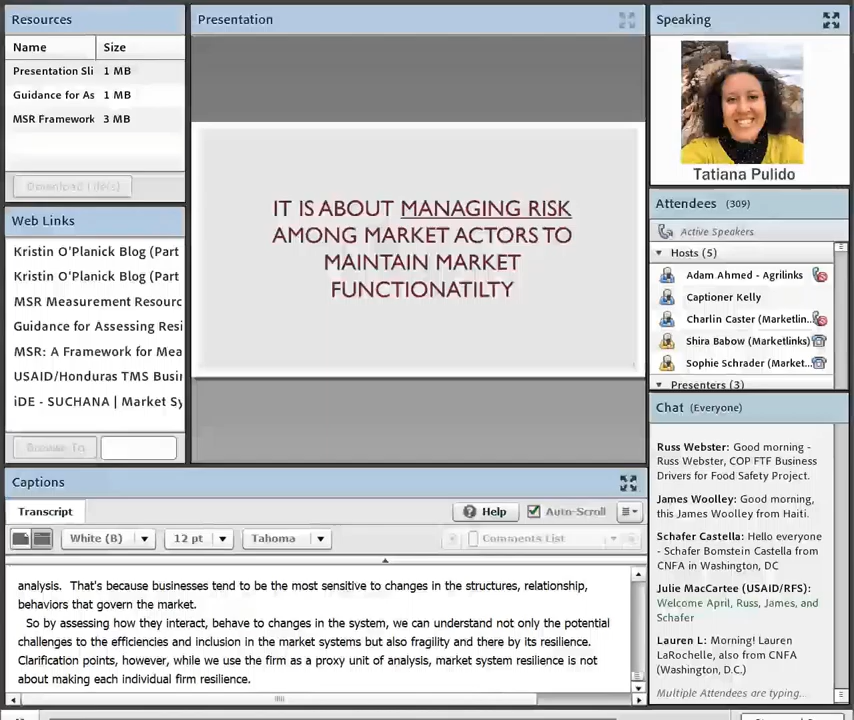 Resources
Name Size
Presentation Sli 1 MB
Guidance for As 1 MB
MSR Framework 3 MB
Download File(s)
Web Links
Kristin O'Planick Blog (Part
Kristin O'Planick Blog (Part
MSR Measurement Resourc
Guidance for Assessing Resi
MSR: A Framework for Mea
USAID/Honduras TMS Busin
iDE - SUCHANA | Market Sy
Browse To
Presentation
IT IS ABOUT MANAGING RISK
AMONG MARKET ACTORS TO
MAINTAIN MARKET
FUNCTIONATILTY
Speaking
Tatiana Pulido
Attendees (309)
Active Speakers
Hosts (5)
Adam Ahmed - Agrilinks
Captioner Kelly
Charlin Caster (Marketlin...
Shira Babow (Marketlinks)
Sophie Schrader (Market...
Presenters (3)
Chat (Everyone)
Russ Webster: Good morning -
Russ Webster, COP FTF Business
Drivers for Food Safety Project.
James Woolley: Good morning,
this James Woolley from Haiti.
Schafer Castella: Hello everyone
- Schafer Bomstein Castella from
CNFA in Washington, DC
Julie MacCartee (USAID/RFS):
Welcome April, Russ, James, and
Schafer
Lauren L: Morning! Lauren
LaRochelle, also from CNFA
(Washington, D.C.)
Multiple Attendees are typing...
Captions
Transcript
Help Auto-Scroll
White (B) 12 pt Tahoma Comments List
analysis. That's because businesses tend to be the most sensitive to changes in the structures, relationship,
behaviors that govern the market.
So by assessing how they interact, behave to changes in the system, we can understand not only the potential
challenges to the efficiencies and inclusion in the market systems but also fragility and there by its resilience.
Clarification points, however, while we use the firm as a proxy unit of analysis, market system resilience is not
about making each individual firm resilience.